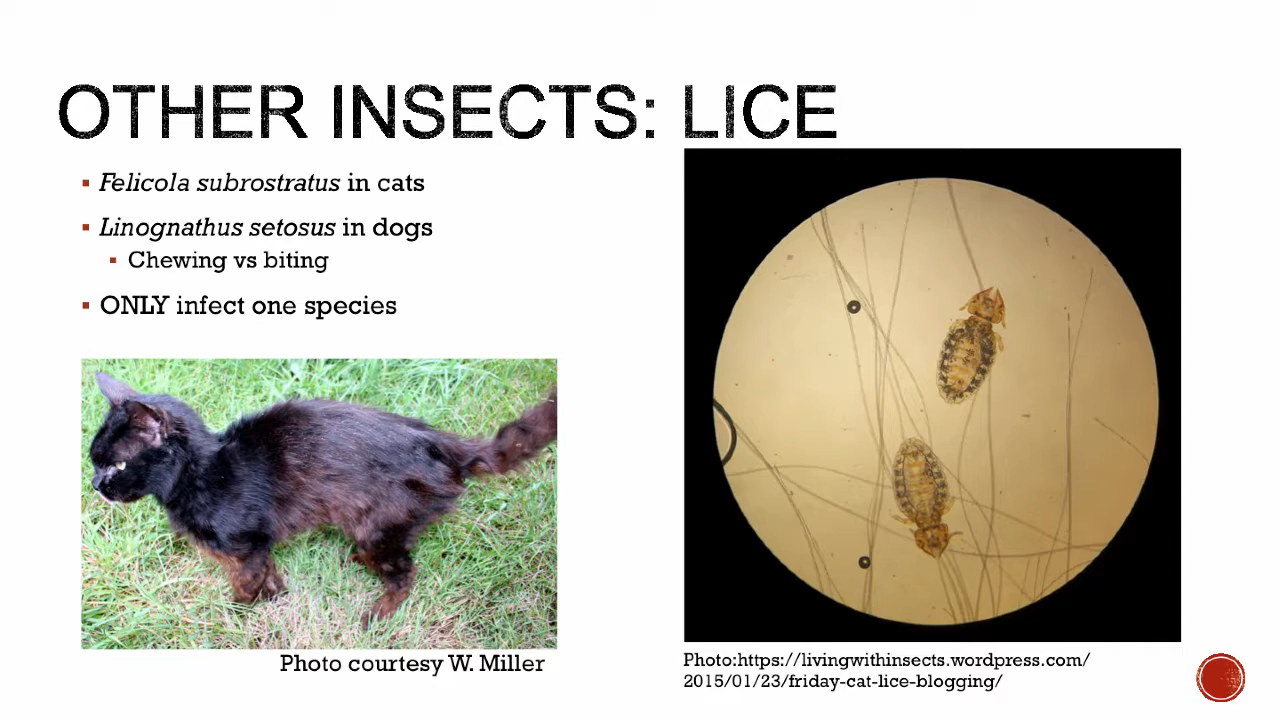 OTHER INSECTS: LICE
Felicola subrostratus in cats
Linognathus setosus in dogs
Chewing vs biting
ONLY infect one species
Photo courtesy W. Miller
Photo:https://livingwithinsects.wordpress.com/
2015/01/23/friday-cat-lice-blogging/